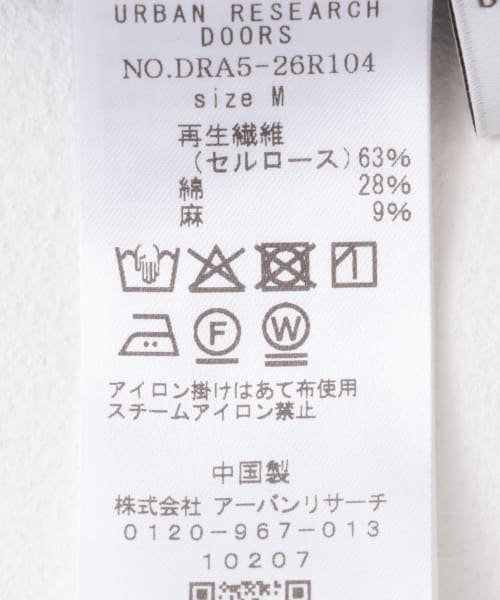 URBAN RESEARCH
DOORS
NO.DRA5-26R104
size M
再生繊維
(セルロース)63%
綿 28%
麻 9%
F W
アイロン掛けはあて布使用
スチームアイロン禁止
中国製
株式会社 アーバンリサーチ
0120-967-013
10207